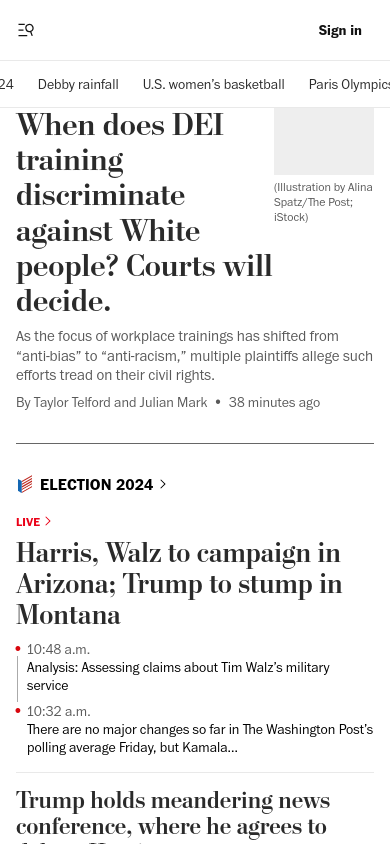 Sign in
24 Debby rainfall U.S. women's basketball Paris Olympics
When does DEI
training
discriminate
against White
people? Courts will
decide.
(Illustration by Alina
Spatz/The Post;
iStock)
As the focus of workplace trainings has shifted from
“anti-bias” to “anti-racism,” multiple plaintiffs allege such
efforts tread on their civil rights.
By Taylor Telford and Julian Mark • 38 minutes ago
ELECTION 2024
LIVE
Harris, Walz to campaign in
Arizona; Trump to stump in
Montana
10:48 a.m.
Analysis: Assessing claims about Tim Walz’s military
service
10:32 a.m.
There are no major changes so far in The Washington Post’s
polling average Friday, but Kamala...
Trump holds meandering news
conference, where he agrees to